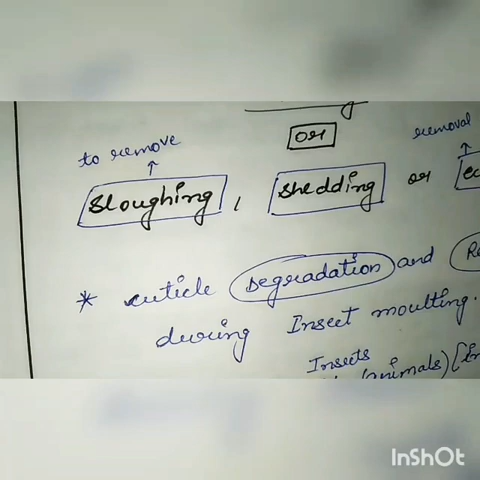 or
to remove removal
↑ ↑
Sloughing, Shedding or
* cuticle Degradation and
during Insect moulting.
Insects
InShOt